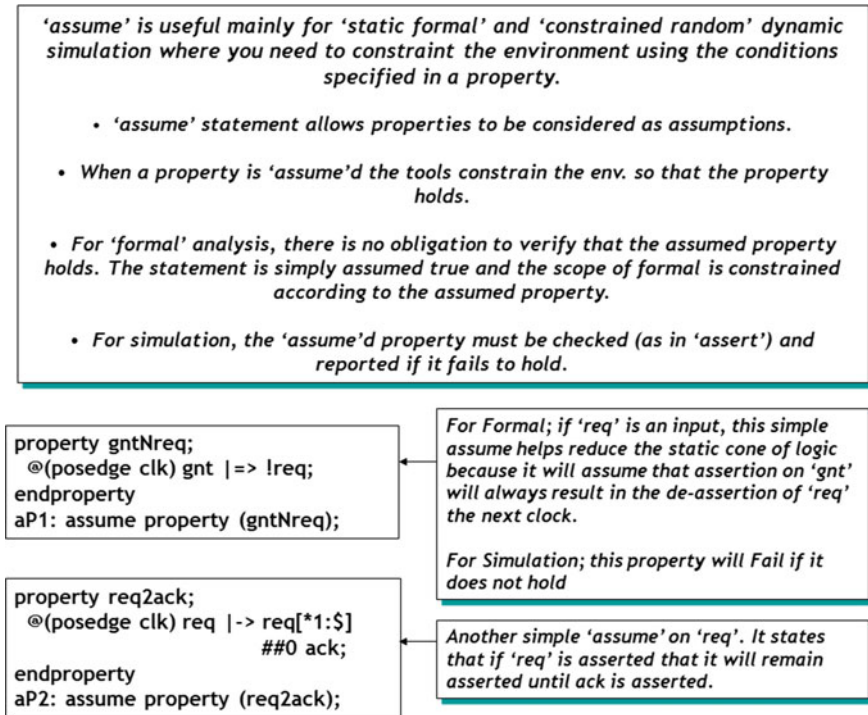 ‘assume’ is useful mainly for ‘static formal’ and ‘constrained random’ dynamic
simulation where you need to constraint the environment using the conditions
specified in a property.
• ‘assume’ statement allows properties to be considered as assumptions.
• When a property is ‘assume’d the tools constrain the env. so that the property
holds.
• For ‘formal’ analysis, there is no obligation to verify that the assumed property
holds. The statement is simply assumed true and the scope of formal is constrained
according to the assumed property.
• For simulation, the ‘assume’d property must be checked (as in ‘assert’) and
reported if it fails to hold.
property gntNreq;
@(posedge clk) gnt |=> !req;
endproperty
aP1: assume property (gntNreq);
For Formal; if ‘req’ is an input, this simple
assume helps reduce the static cone of logic
because it will assume that assertion on ‘gnt’
will always result in the de-assertion of ‘req’
the next clock.
For Simulation; this property will Fail if it
does not hold
property req2ack;
@(posedge clk) req |-> req[*1:$]
##0 ack;
endproperty
aP2: assume property (req2ack);
Another simple ‘assume’ on ‘req’. It states
that if ‘req’ is asserted that it will remain
asserted until ack is asserted.